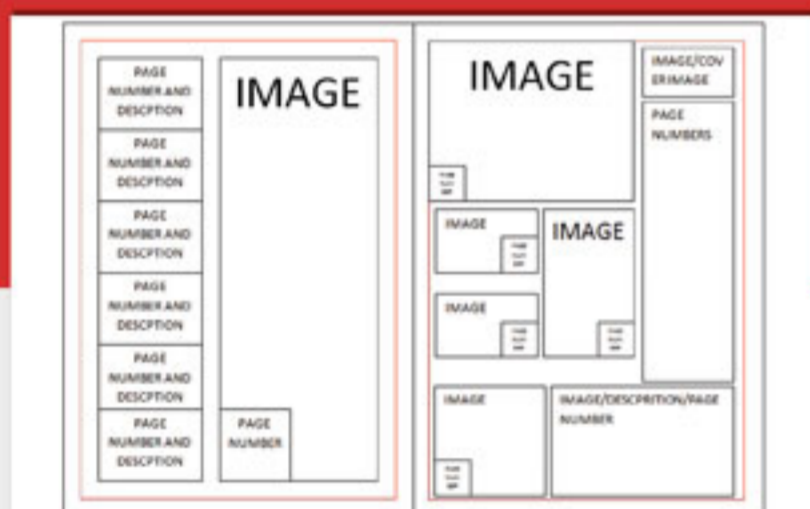 PAGE
NUMBER AND
DESCPTION
PAGE
NUMBER AND
DESCPTION
PAGE
NUMBER AND
DESCPTION
PAGE
NUMBER AND
DESCPTION
PAGE
NUMBER AND
DESCPTION
PAGE
NUMBER AND
DESCPTION
IMAGE
PAGE
NUMBER
IMAGE
IMAGE/COV
ER IMAGE
PAGE
NUMBERS
IMAGE
IMAGE
IMAGE
IMAGE
IMAGE/DESCPRITION/PAGE
NUMBER